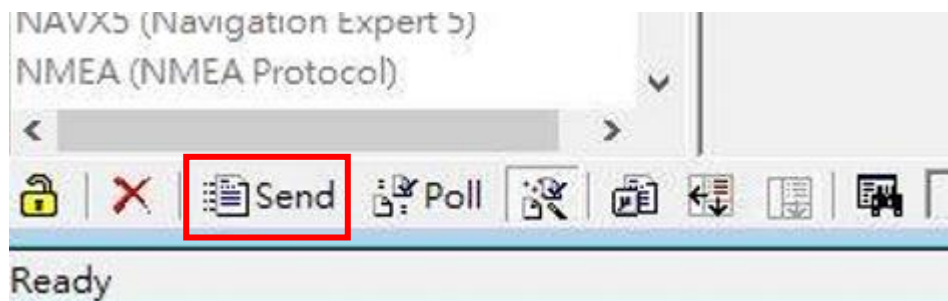 NAVX5 (Navigation Expert 5)
NMEA (NMEA Protocol)
Send Poll
Ready